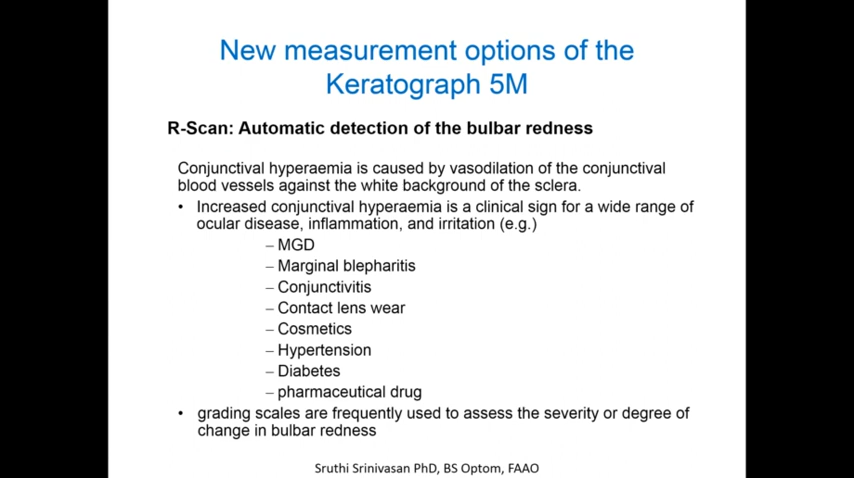 New measurement options of the
Keratograph 5M
R-Scan: Automatic detection of the bulbar redness
Conjunctival hyperaemia is caused by vasodilation of the conjunctival
blood vessels against the white background of the sclera.
• Increased conjunctival hyperaemia is a clinical sign for a wide range of
ocular disease, inflammation, and irritation (e.g.)
– MGD
– Marginal blepharitis
– Conjunctivitis
– Contact lens wear
– Cosmetics
– Hypertension
– Diabetes
– pharmaceutical drug
• grading scales are frequently used to assess the severity or degree of
change in bulbar redness
Sruthi Srinivasan PhD, BS Optom, FAAO